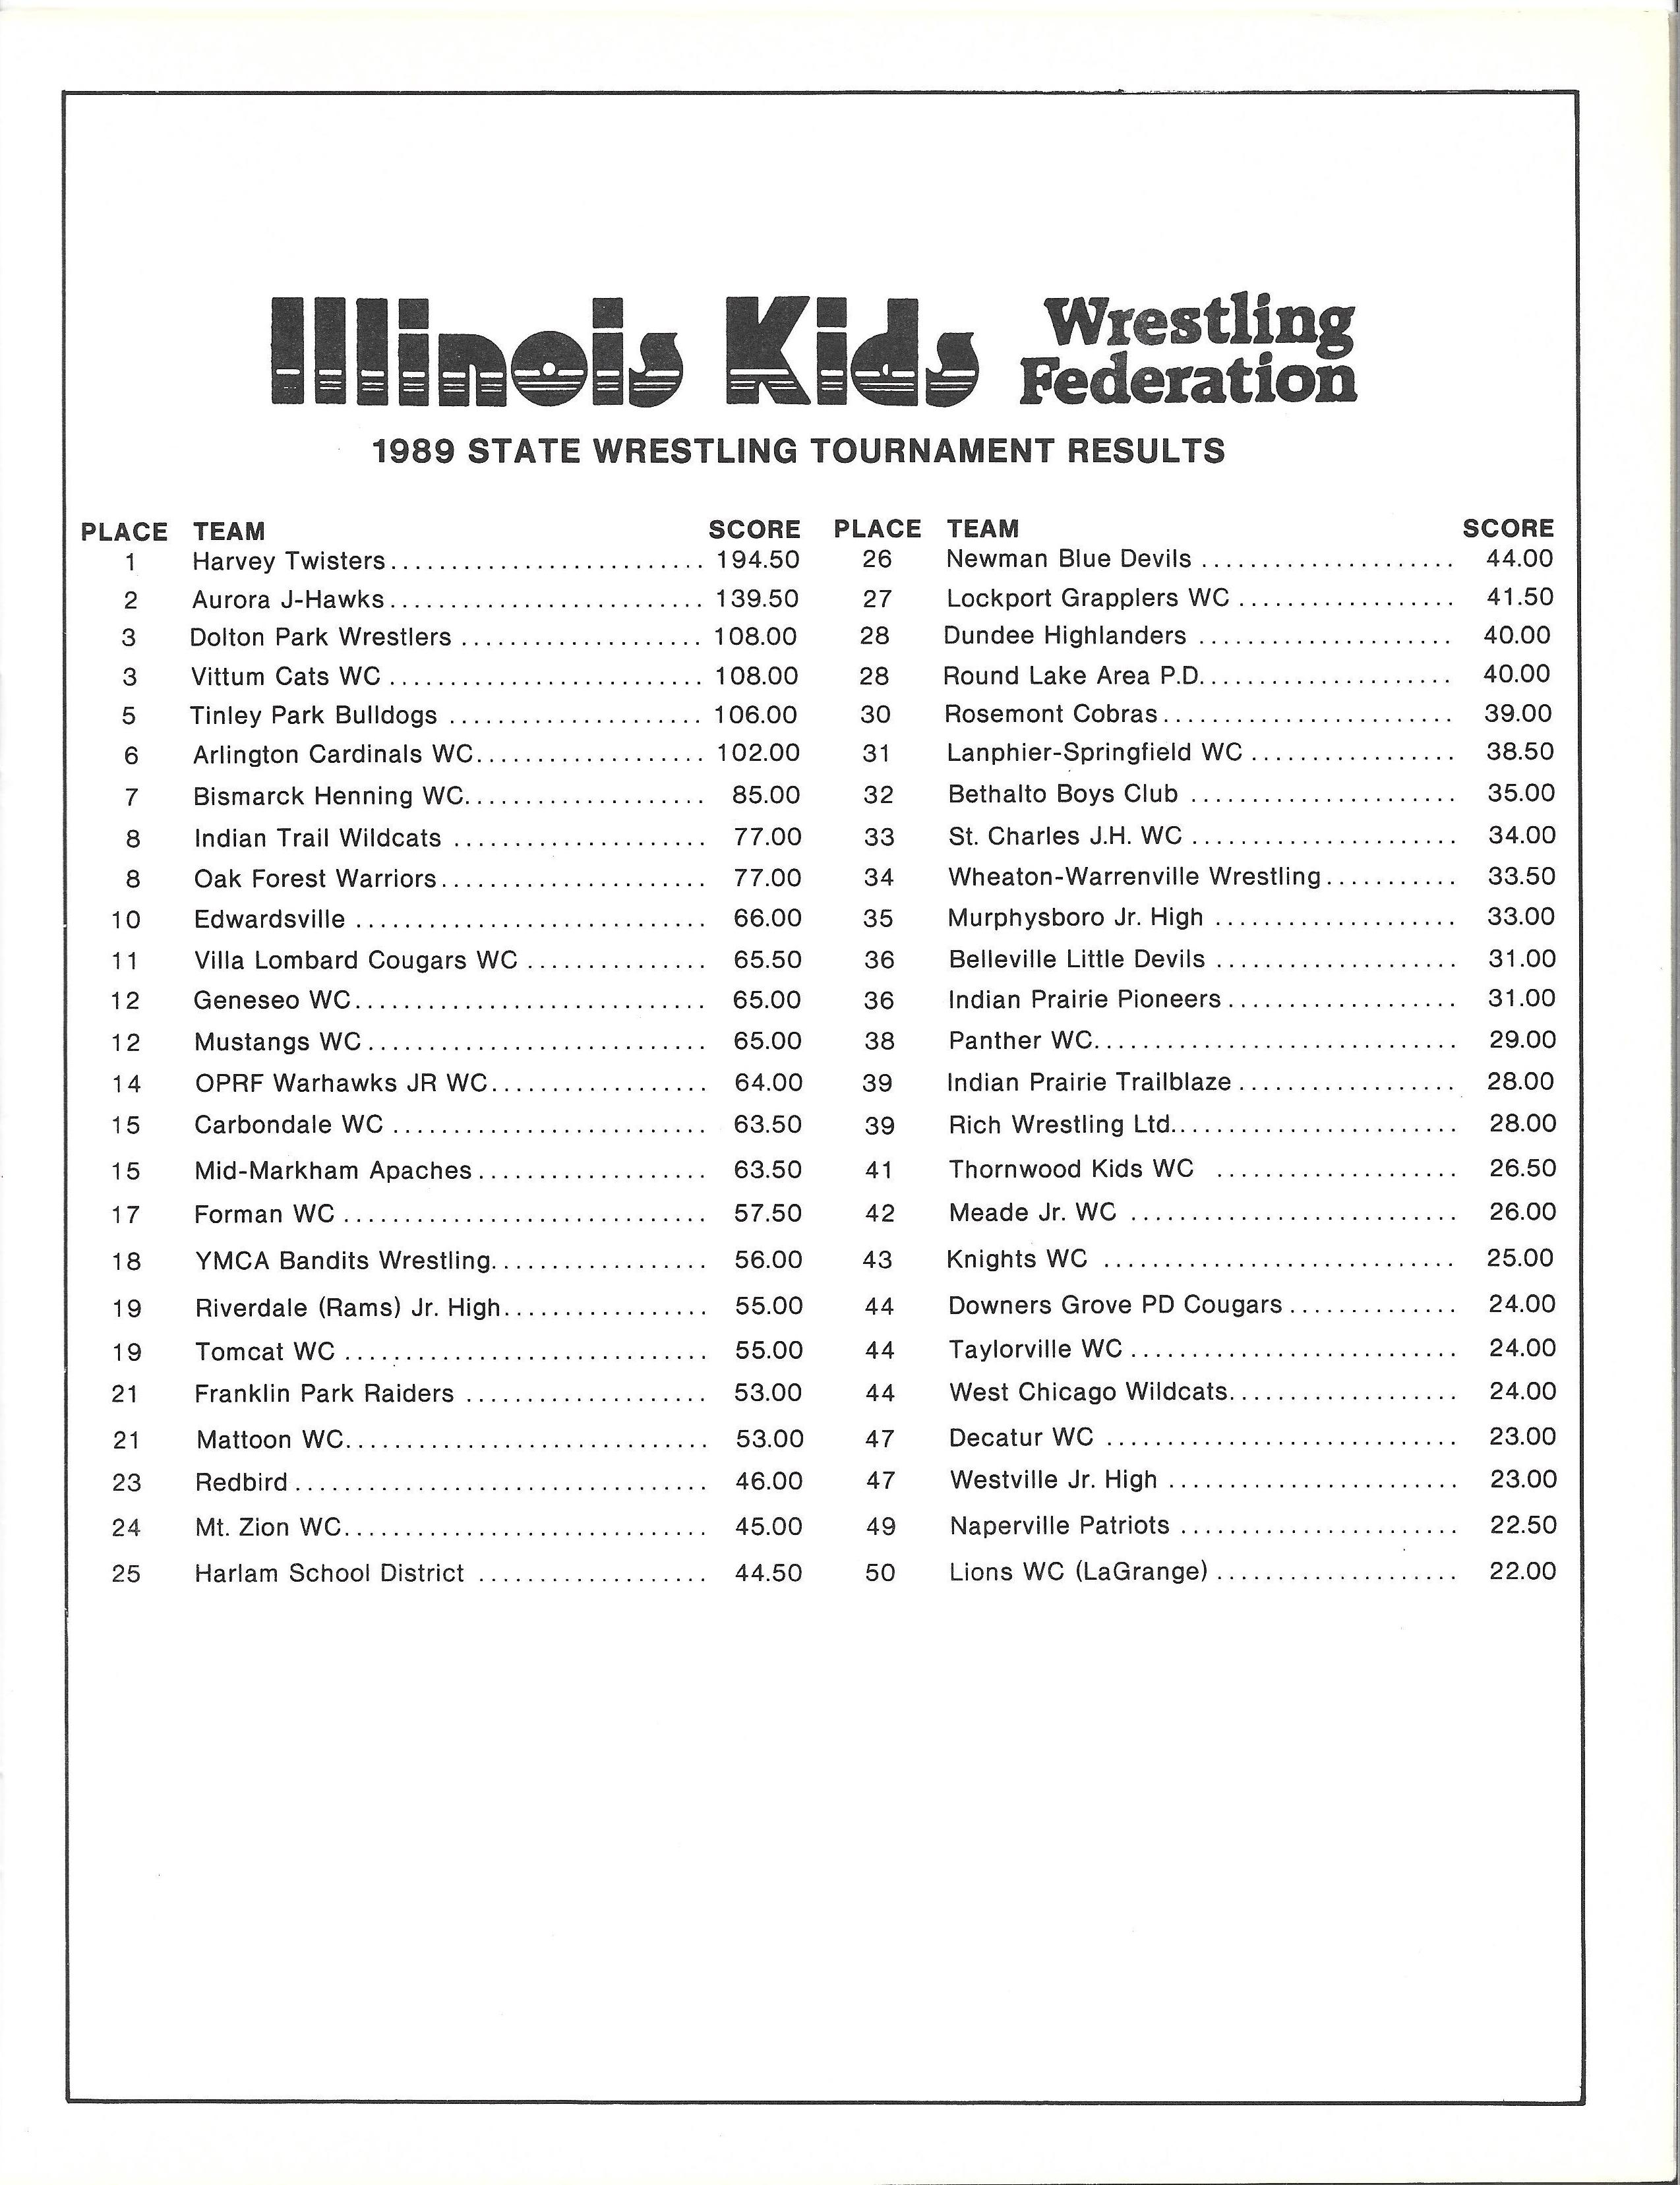 Illinois Kids Wrestling
Federation
1989 STATE WRESTLING TOURNAMENT RESULTS
PLACE TEAM SCORE
1 Harvey Twisters.......................... 194.50
2 Aurora J-Hawks.......................... 139.50
3 Dolton Park Wrestlers .................... 108.00
3 Vittum Cats WC .......................... 108.00
5 Tinley Park Bulldogs ..................... 106.00
6 Arlington Cardinals WC................... 102.00
7 Bismarck Henning WC.................... 85.00
8 Indian Trail Wildcats ..................... 77.00
8 Oak Forest Warriors...................... 77.00
10 Edwardsville ............................. 66.00
11 Villa Lombard Cougars WC ............... 65.50
12 Geneseo WC............................. 65.00
12 Mustangs WC............................ 65.00
14 OPRF Warhawks JR WC.................. 64.00
15 Carbondale WC .......................... 63.50
15 Mid-Markham Apaches................... 63.50
17 Forman WC .............................. 57.50
18 YMCA Bandits Wrestling.................. 56.00
19 Riverdale (Rams) Jr. High................. 55.00
19 Tomcat WC .............................. 55.00
21 Franklin Park Raiders .................... 53.00
21 Mattoon WC.............................. 53.00
23 Redbird.................................. 46.00
24 Mt. Zion WC.............................. 45.00
25 Harlam School District ................... 44.50
PLACE TEAM SCORE
26 Newman Blue Devils ..................... 44.00
27 Lockport Grapplers WC .................. 41.50
28 Dundee Highlanders ..................... 40.00
28 Round Lake Area P.D..................... 40.00
30 Rosemont Cobras........................ 39.00
31 Lanphier-Springfield WC ................. 38.50
32 Bethalto Boys Club ...................... 35.00
33 St. Charles J.H. WC ...................... 34.00
34 Wheaton-Warrenville Wrestling........... 33.50
35 Murphysboro Jr. High .................... 33.00
36 Belleville Little Devils .................... 31.00
36 Indian Prairie Pioneers................... 31.00
38 Panther WC.............................. 29.00
39 Indian Prairie Trailblaze.................. 28.00
39 Rich Wrestling Ltd........................ 28.00
41 Thornwood Kids WC .................... 26.50
42 Meade Jr. WC ........................... 26.00
43 Knights WC ............................. 25.00
44 Downers Grove PD Cougars.............. 24.00
44 Taylorville WC ........................... 24.00
44 West Chicago Wildcats................... 24.00
47 Decatur WC ............................. 23.00
47 Westville Jr. High ........................ 23.00
49 Naperville Patriots ....................... 22.50
50 Lions WC (LaGrange) .................... 22.00